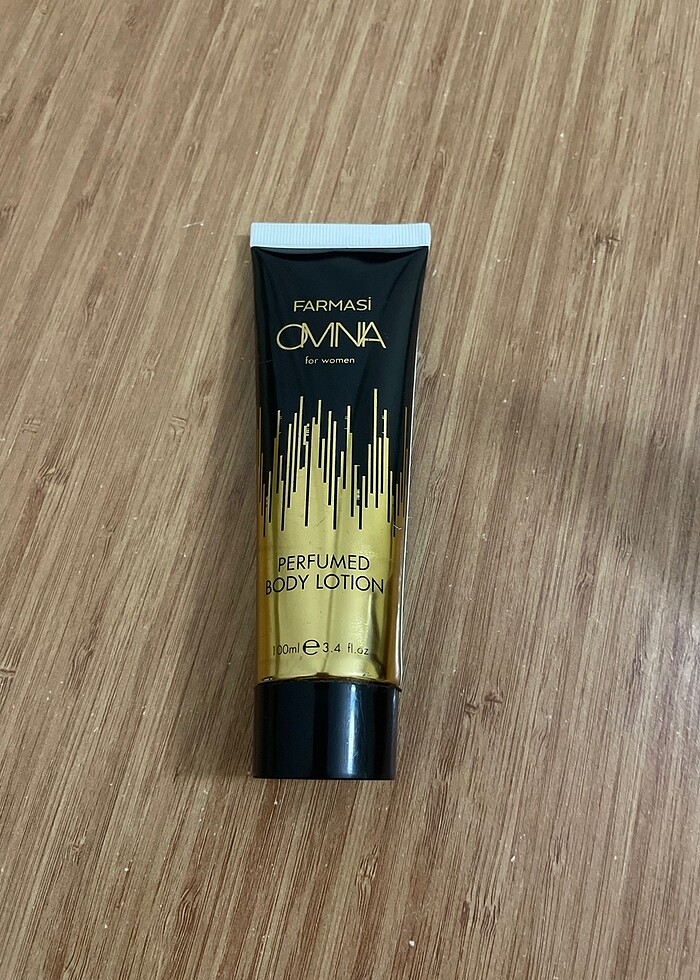 FARMASİ
OMNIA
for women
PERFUMED
BODY LOTION
100ml ℮ 3.4 fl.oz